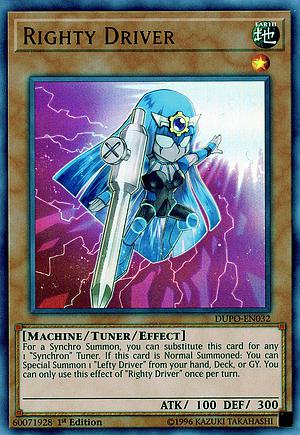 Righty Driver
EARTH
地
DUPO-EN032
[Machine/Tuner/Effect]
For a Synchro Summon, you can substitute this card for any
1 "Synchron" Tuner. If this card is Normal Summoned: You can
Special Summon 1 "Lefty Driver" from your hand, Deck, or GY. You
can only use this effect of "Righty Driver" once per turn.
ATK/ 100 DEF/ 300
60071928 1st Edition ©1996 KAZUKI TAKAHASHI